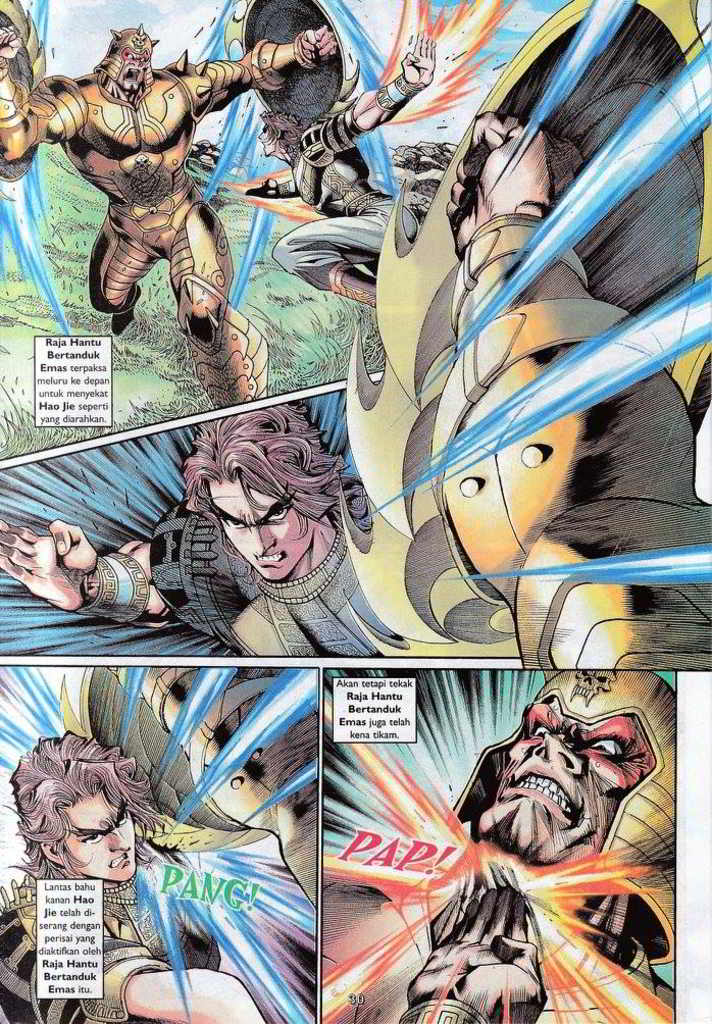 Raja Hantu
Bertanduk
Emas terpaksa
meluru ke depan
untuk menyekat
Hao Jie seperti
yang diarahkan.
Lantas bahu
kanan Hao
Jie telah di-
serang dengan
perisai yang
diaktifkan oleh
Raja Hantu
Bertanduk
Emas itu.
PANG!
Akan tetapi tekak
Raja Hantu
Bertanduk
Emas juga telah
kena tikam.
PAP!
30